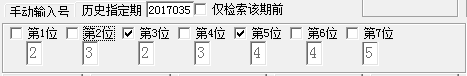 手动输入号 历史指定期 2017035 仅检索该期前
第1位 第2位 第3位 第4位 第5位 第6位 第7位
2 3 2 3 4 4 5